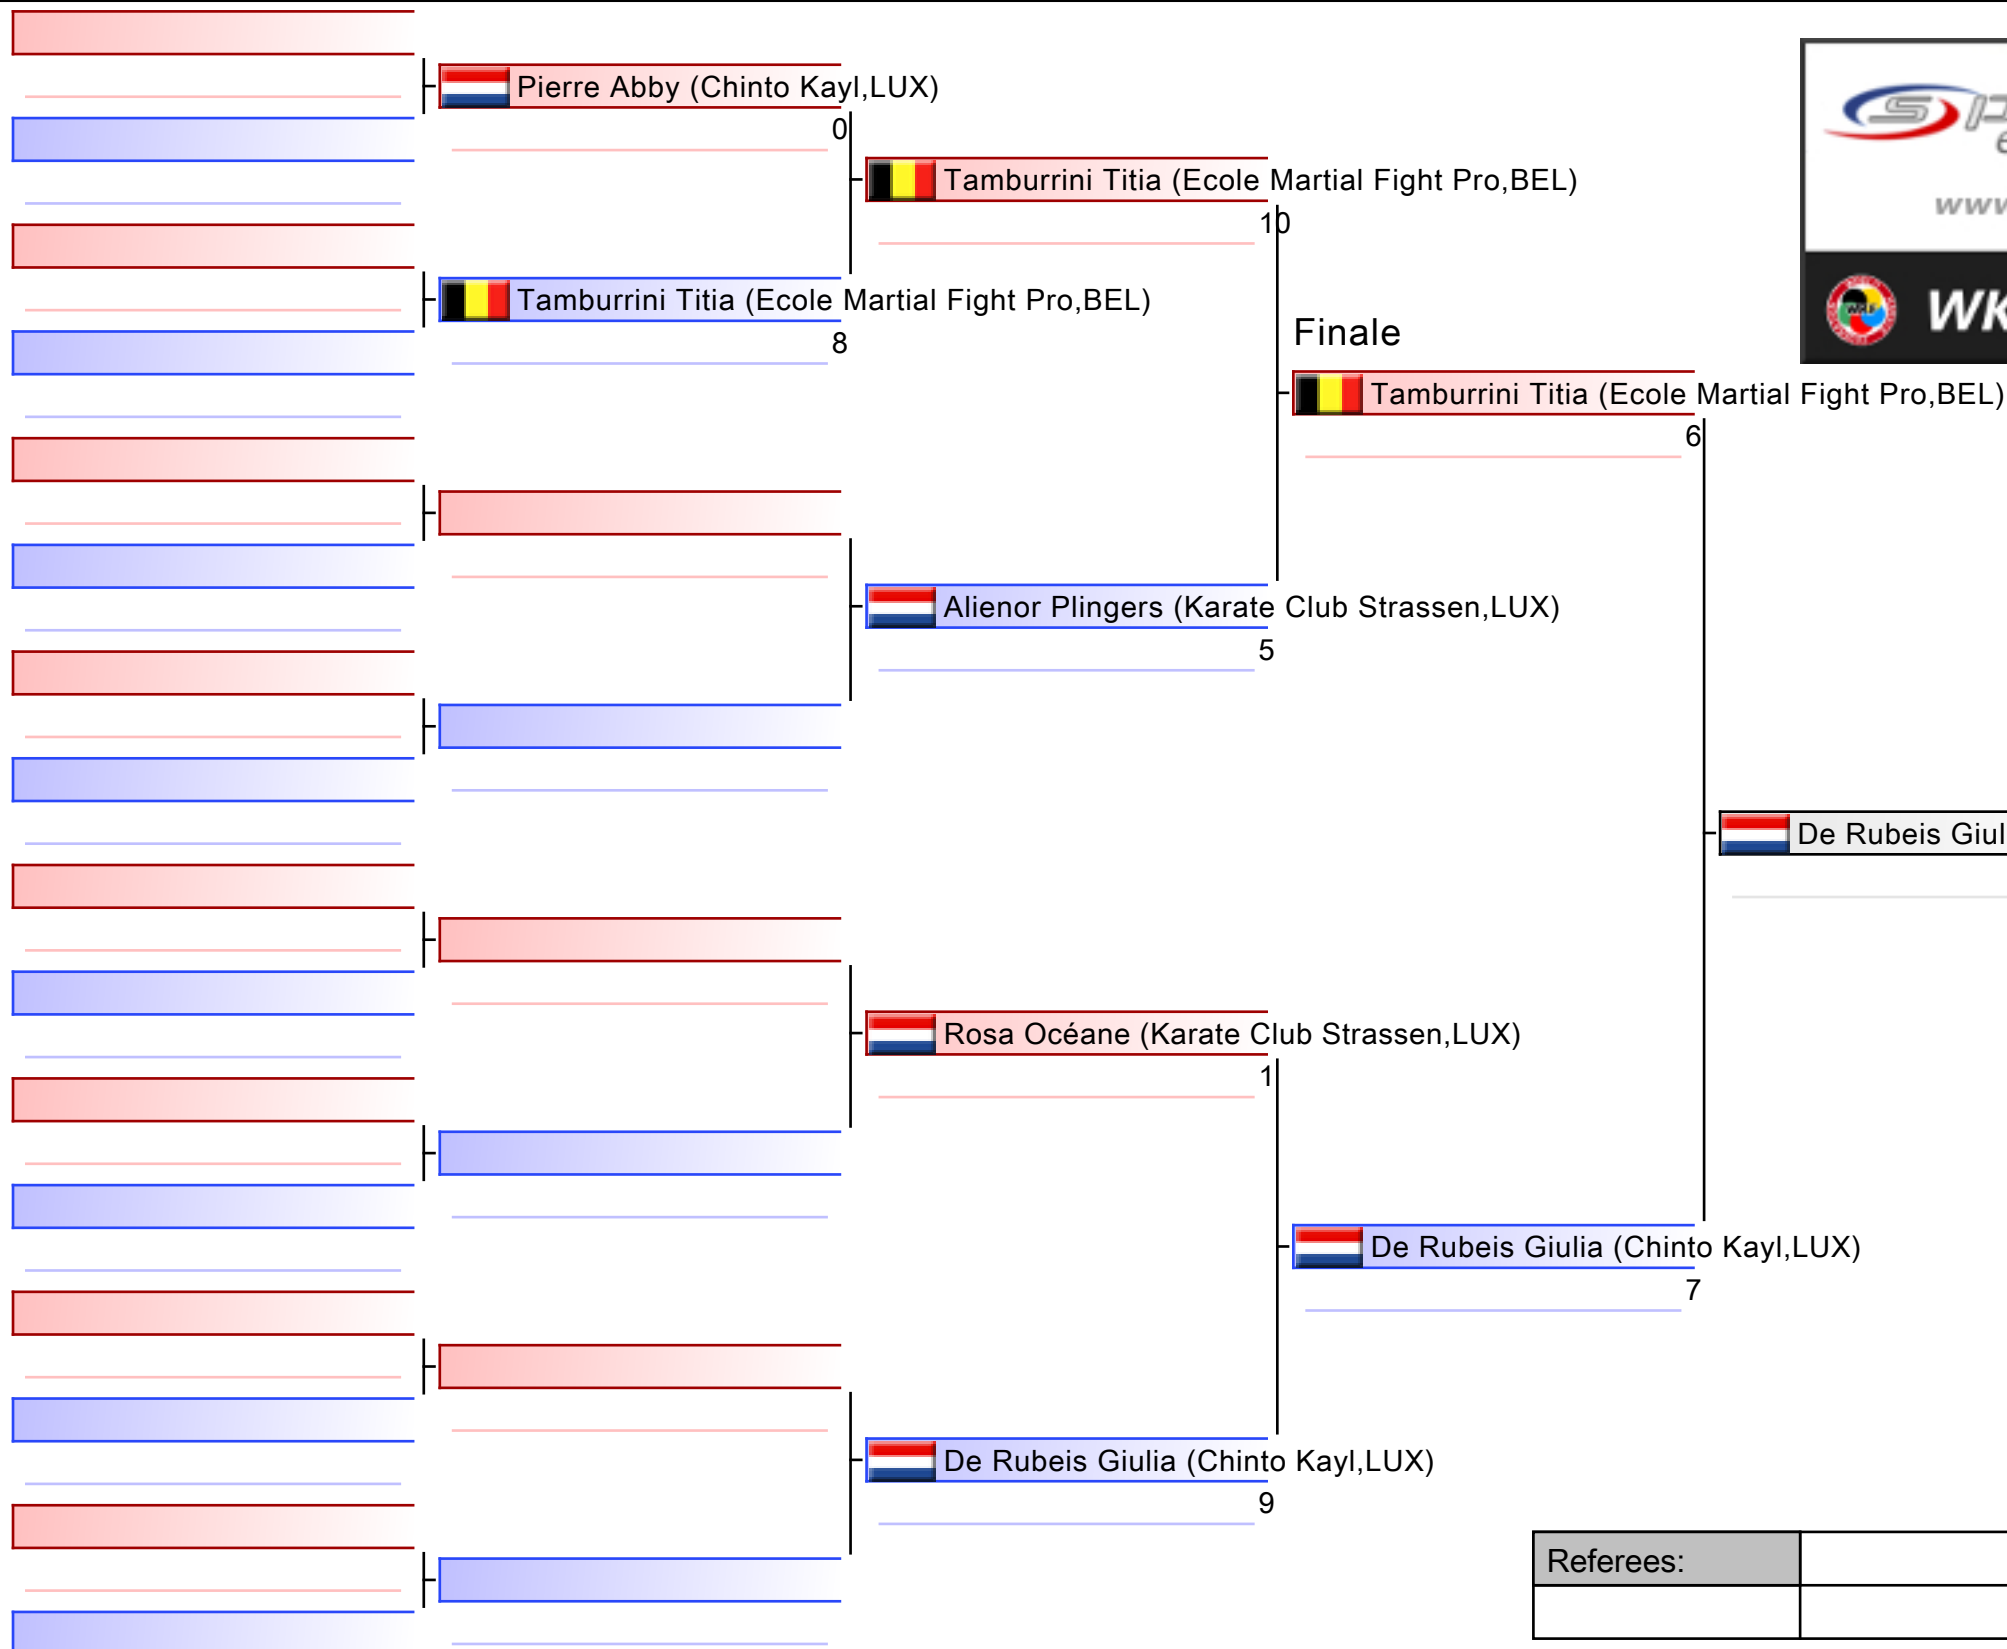 Pierre Abby (Chinto Kayl,LUX)
0
Tamburrini Titia (Ecole Martial Fight Pro,BEL)
10
www
Tamburrini Titia (Ecole Martial Fight Pro,BEL)
8
WKF
Finale
Tamburrini Titia (Ecole Martial Fight Pro,BEL)
6
Alienor Plingers (Karate Club Strassen,LUX)
5
De Rubeis Giul
Rosa Océane (Karate Club Strassen,LUX)
1
De Rubeis Giulia (Chinto Kayl,LUX)
7
De Rubeis Giulia (Chinto Kayl,LUX)
9
Referees: